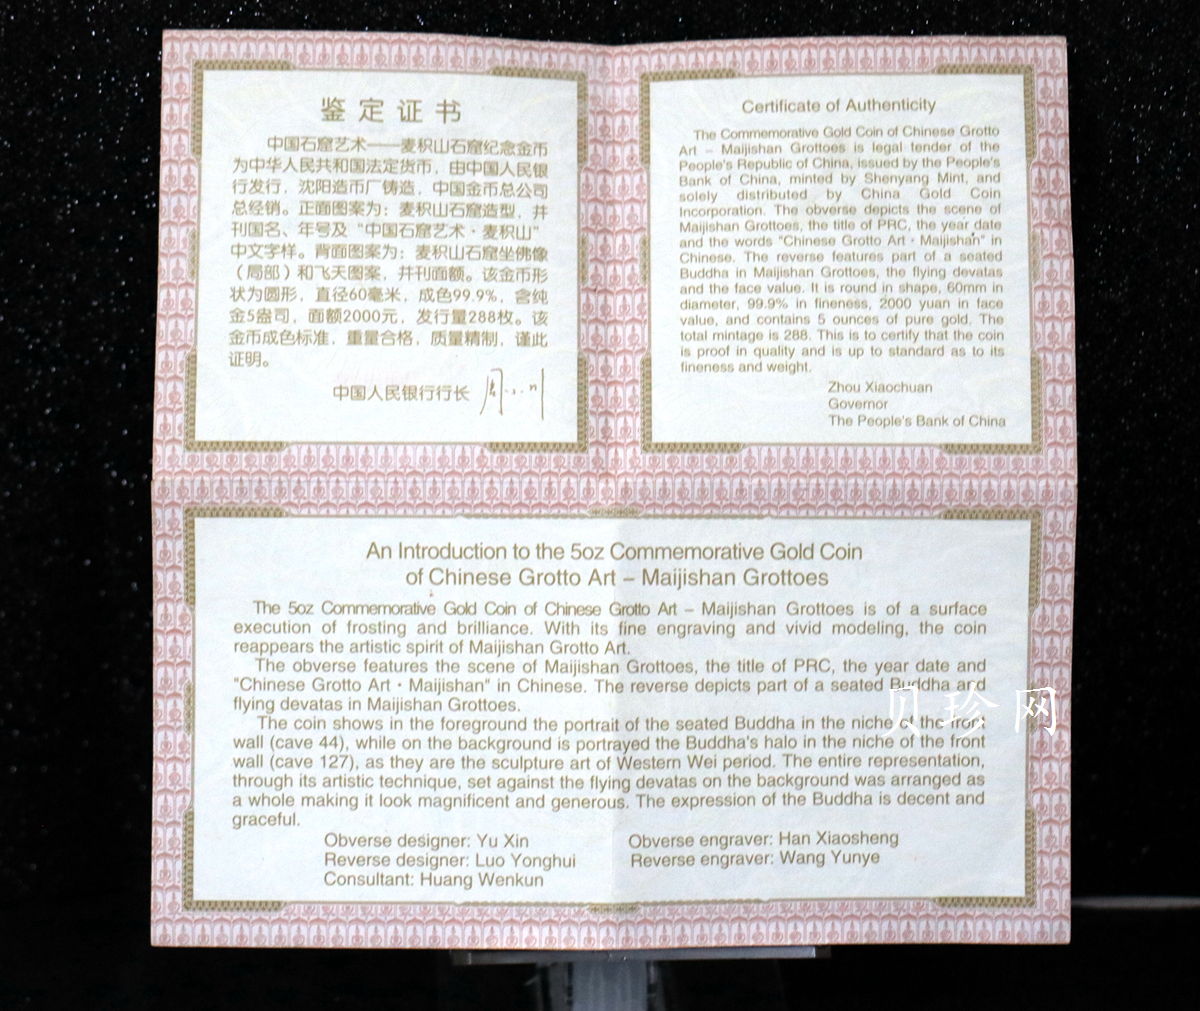 鉴定证书
中国石窟艺术——麦积山石窟纪念金币
为中华人民共和国法定货币，由中国人民银
行发行，沈阳造币厂铸造，中国金币总公司
总经销。正面图案为：麦积山石窟造型，并
刊国名、年号及“中国石窟艺术·麦积山”
中文字样。背面图案为：麦积山石窟坐佛像
（局部）和飞天图案，并刊面额。该金币形
状为圆形，直径60毫米，成色99.9%，含纯
金5盎司，面额2000元，发行量288枚。该
金币成色标准，重量合格，质量精制，谨此
证明。
中国人民银行行长 周小川
Certificate of Authenticity
The Commemorative Gold Coin of Chinese Grotto
Art – Maijishan Grottoes is legal tender of the
People's Republic of China, issued by the People's
Bank of China, minted by Shenyang Mint, and
solely distributed by China Gold Coin
Incorporation. The obverse depicts the scene of
Maijishan Grottoes, the title of PRC, the year date
and the words "Chinese Grotto Art · Maijishan" in
Chinese. The reverse features part of a seated
Buddha in Maijishan Grottoes, the flying devatas
and the face value. It is round in shape, 60mm in
diameter, 99.9% in fineness, 2000 yuan in face
value, and contains 5 ounces of pure gold. The
total mintage is 288. This is to certify that the coin
is proof in quality and is up to standard as to its
fineness and weight.
Zhou Xiaochuan
Governor
The People's Bank of China
An Introduction to the 5oz Commemorative Gold Coin
of Chinese Grotto Art – Maijishan Grottoes
The 5oz Commemorative Gold Coin of Chinese Grotto Art – Maijishan Grottoes is of a surface
execution of frosting and brilliance. With its fine engraving and vivid modeling, the coin
reappears the artistic spirit of Maijishan Grotto Art.
The obverse features the scene of Maijishan Grottoes, the title of PRC, the year date and
"Chinese Grotto Art · Maijishan" in Chinese. The reverse depicts part of a seated Buddha and
flying devatas in Maijishan Grottoes.
The coin shows in the foreground the portrait of the seated Buddha in the niche of the front
wall (cave 44), while on the background is portrayed the Buddha's halo in the niche of the front
wall (cave 127), as they are the sculpture art of Western Wei period. The entire representation,
through its artistic technique, set against the flying devatas on the background was arranged as
a whole making it look magnificent and generous. The expression of the Buddha is decent and
graceful.
Obverse designer: Yu Xin Obverse engraver: Han Xiaosheng
Reverse designer: Luo Yonghui Reverse engraver: Wang Yunye
Consultant: Huang Wenkun
贝珍网